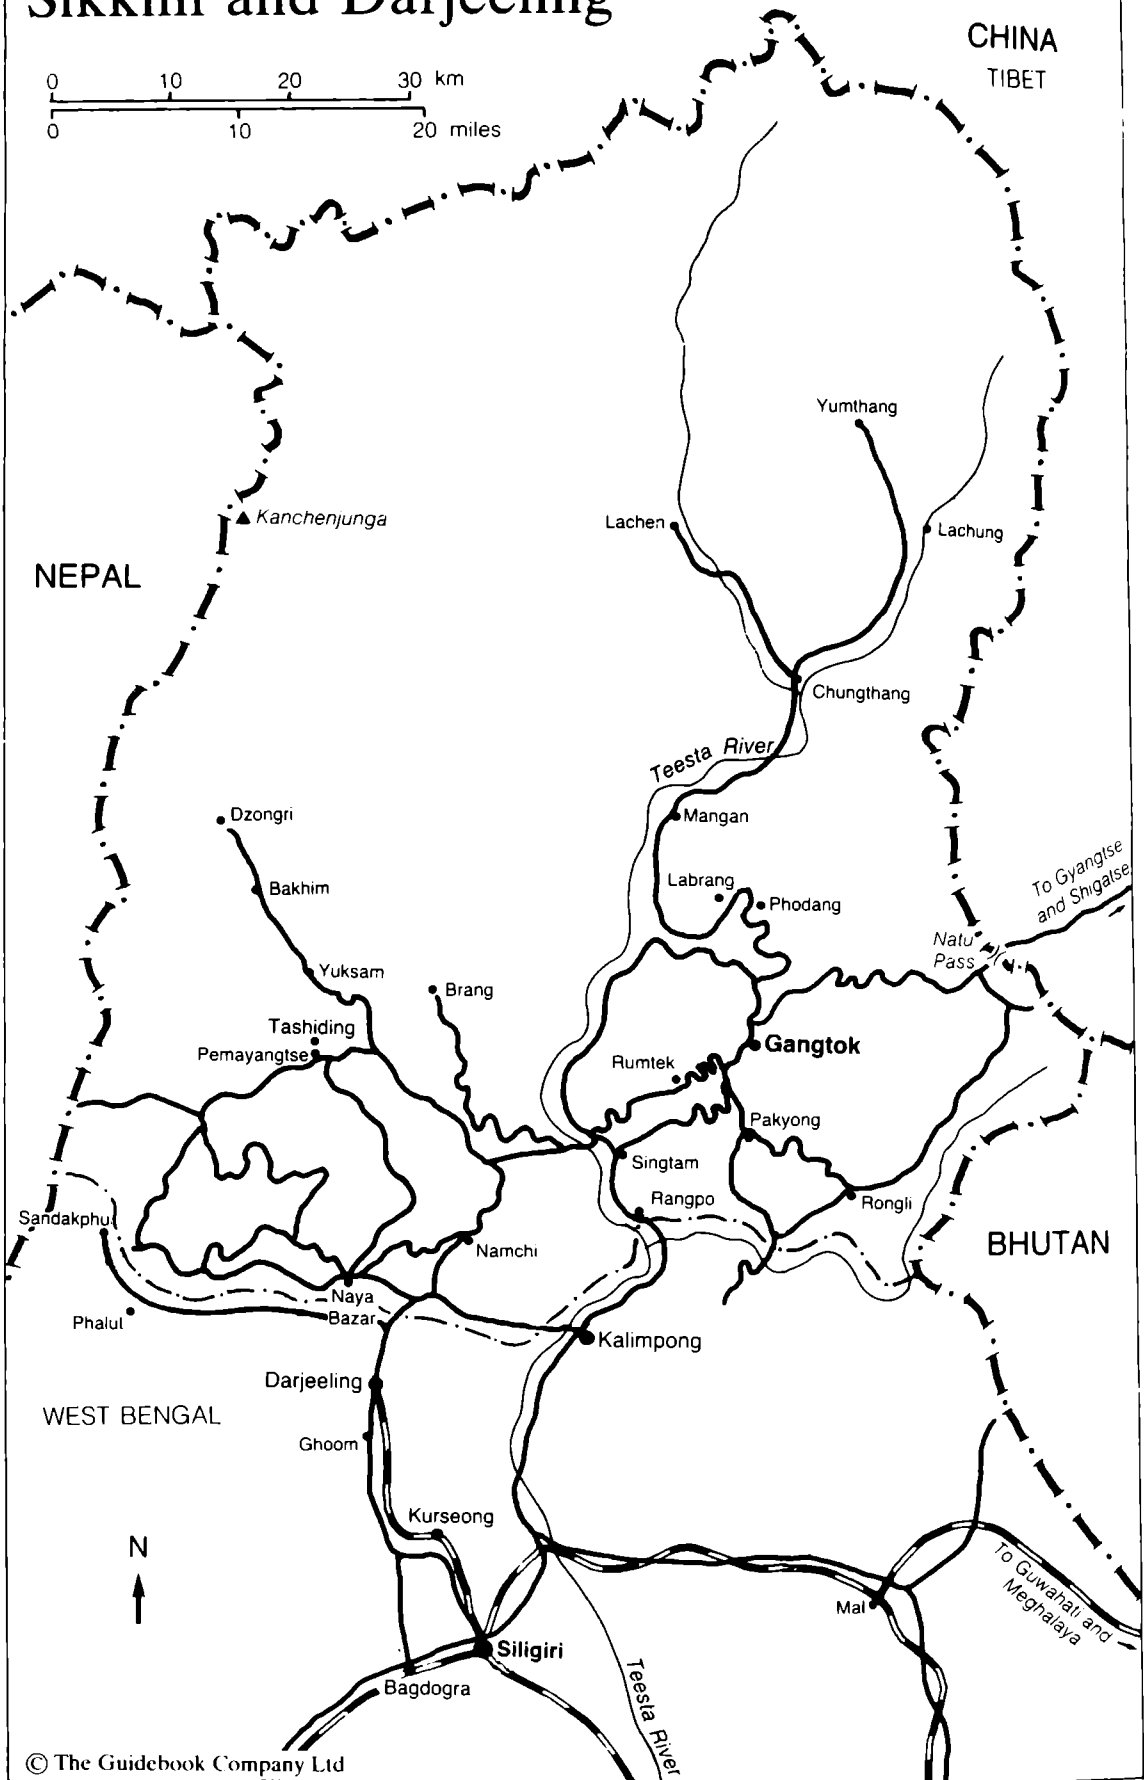 Sikkim and Darjeeling
0 10 20 30 km
0 10 20 miles
CHINA
TIBET
Yumthang
Kanchenjunga
Lachen
Lachung
NEPAL
Chungthang
Teesta River
Dzongri
Mangan
Bakhim
Labrang
Phodang
To Gyangtse
and Shigatse
Natu
Pass
Yuksam
Brang
Tashiding
Pemayangtse
Gangtok
Rumtek
Pakyong
Singtam
Rangpo
Rongli
Sandakphu
Namchi
BHUTAN
Naya
Bazar
Phalut
Kalimpong
Darjeeling
WEST BENGAL
Ghoom
Kurseong
N
To Guwahati and
Meghalaya
Mal
Siligiri
Bagdogra
Teesta River
© The Guidebook Company Ltd